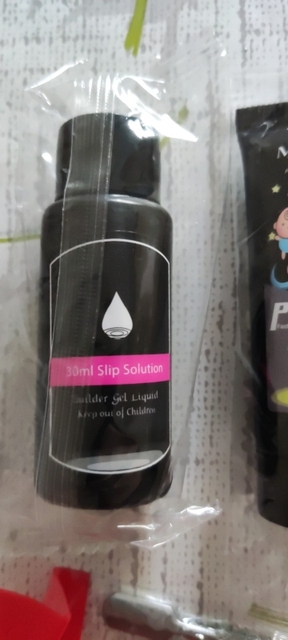 30ml Slip Solution
Builder Gel Liquid
Keep out of Children
M
P